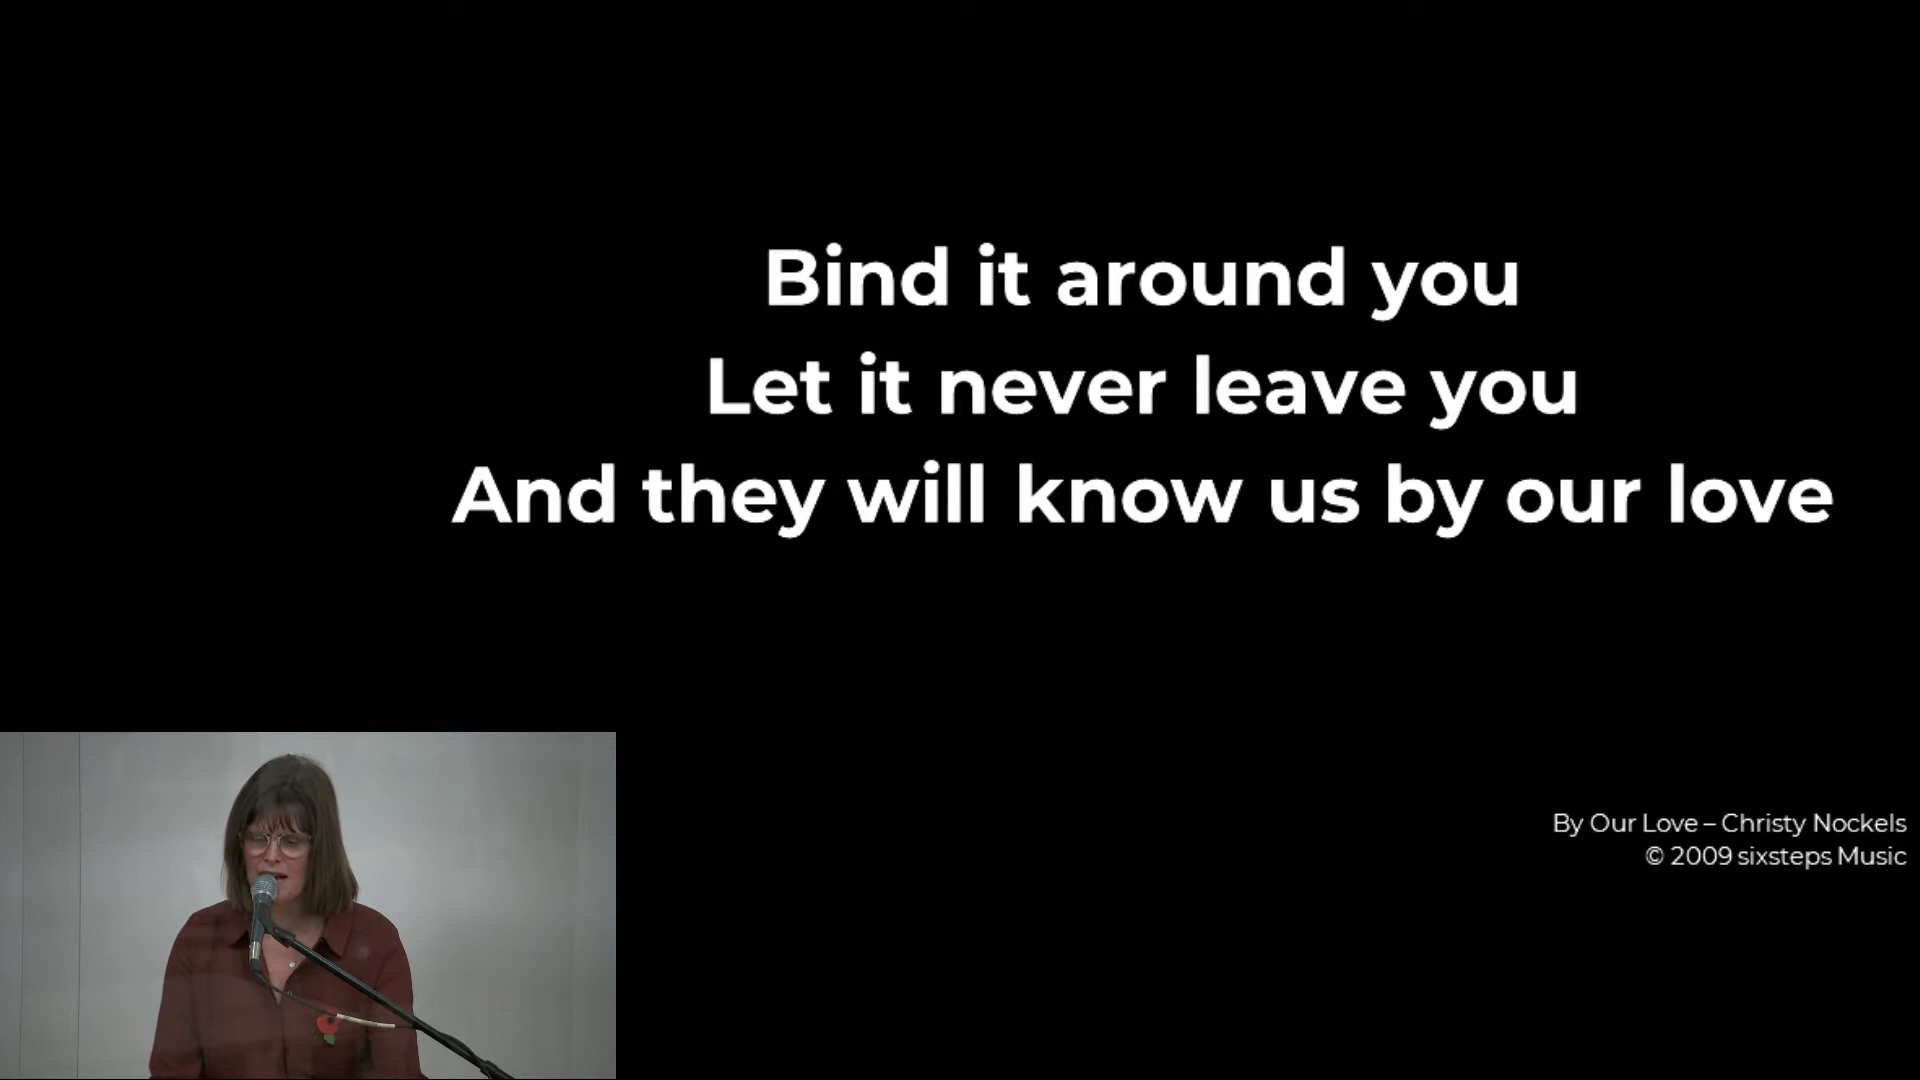 Bind it around you
Let it never leave you
And they will know us by our love
By Our Love – Christy Nockels
© 2009 sixsteps Music